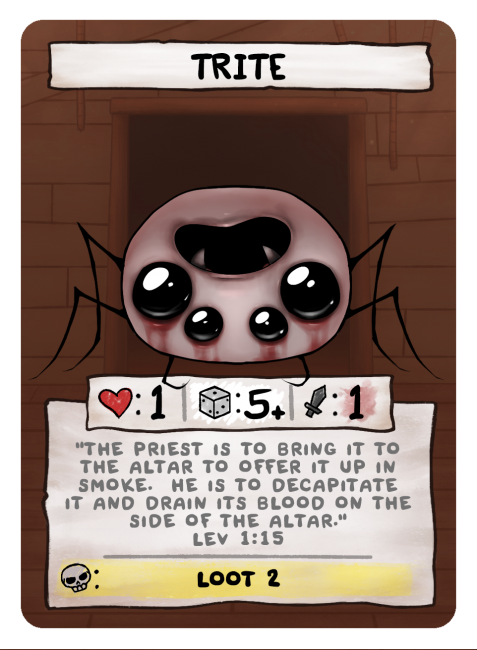 TRITE
:1 :5+ :1
"THE PRIEST IS TO BRING IT TO
THE ALTAR TO OFFER IT UP IN
SMOKE. HE IS TO DECAPITATE
IT AND DRAIN ITS BLOOD ON THE
SIDE OF THE ALTAR."
LEV 1:15
: LOOT 2